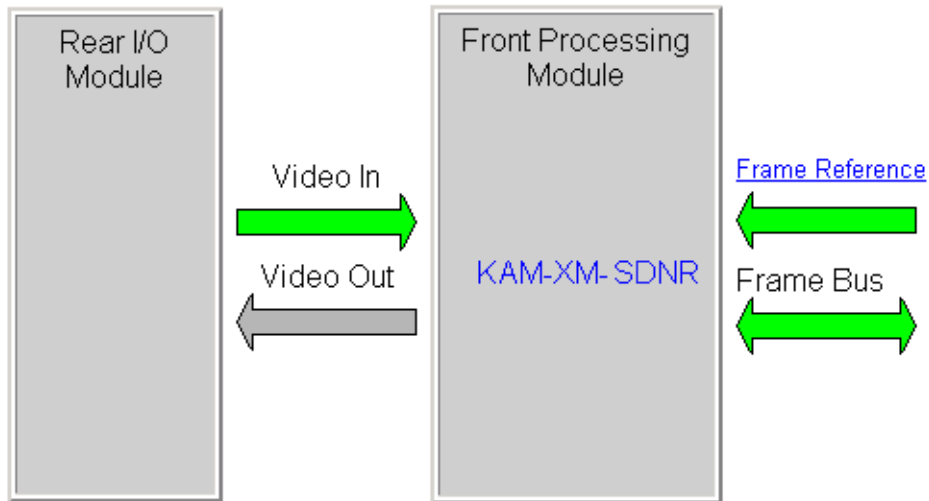 Rear I/O
Module
Front Processing
Module
Video In
Video Out
KAM-XM- SDNR
Frame Reference
Frame Bus